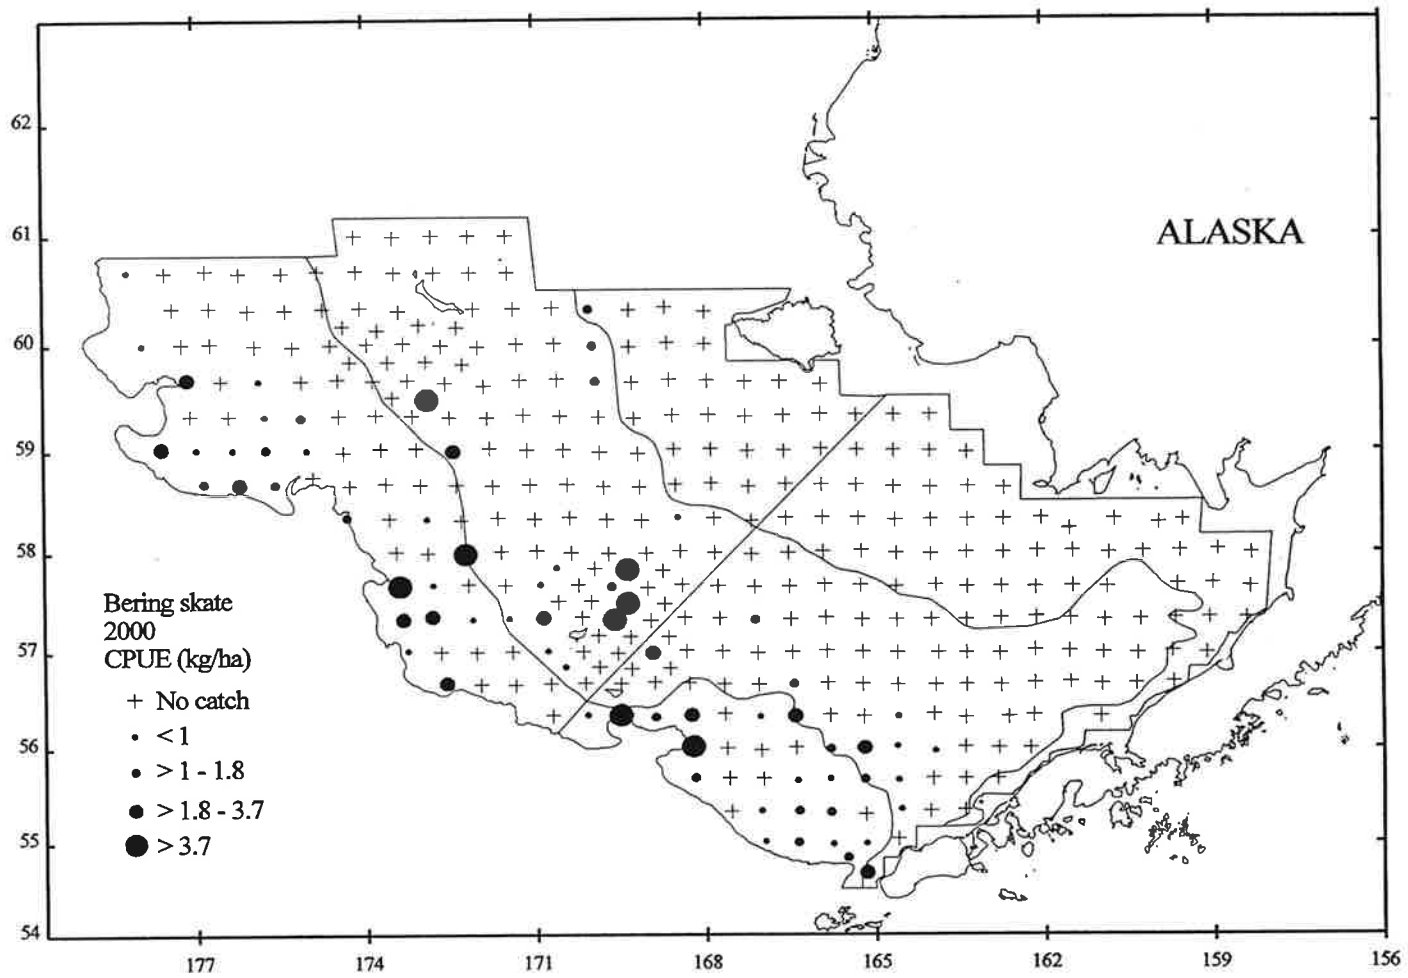 62
61
60
59
58
57
56
55
54
ALASKA
Bering skate
2000
CPUE (kg/ha)
+ No catch
< 1
> 1 - 1.8
> 1.8 - 3.7
> 3.7
177 174 171 168 165 162 159 156